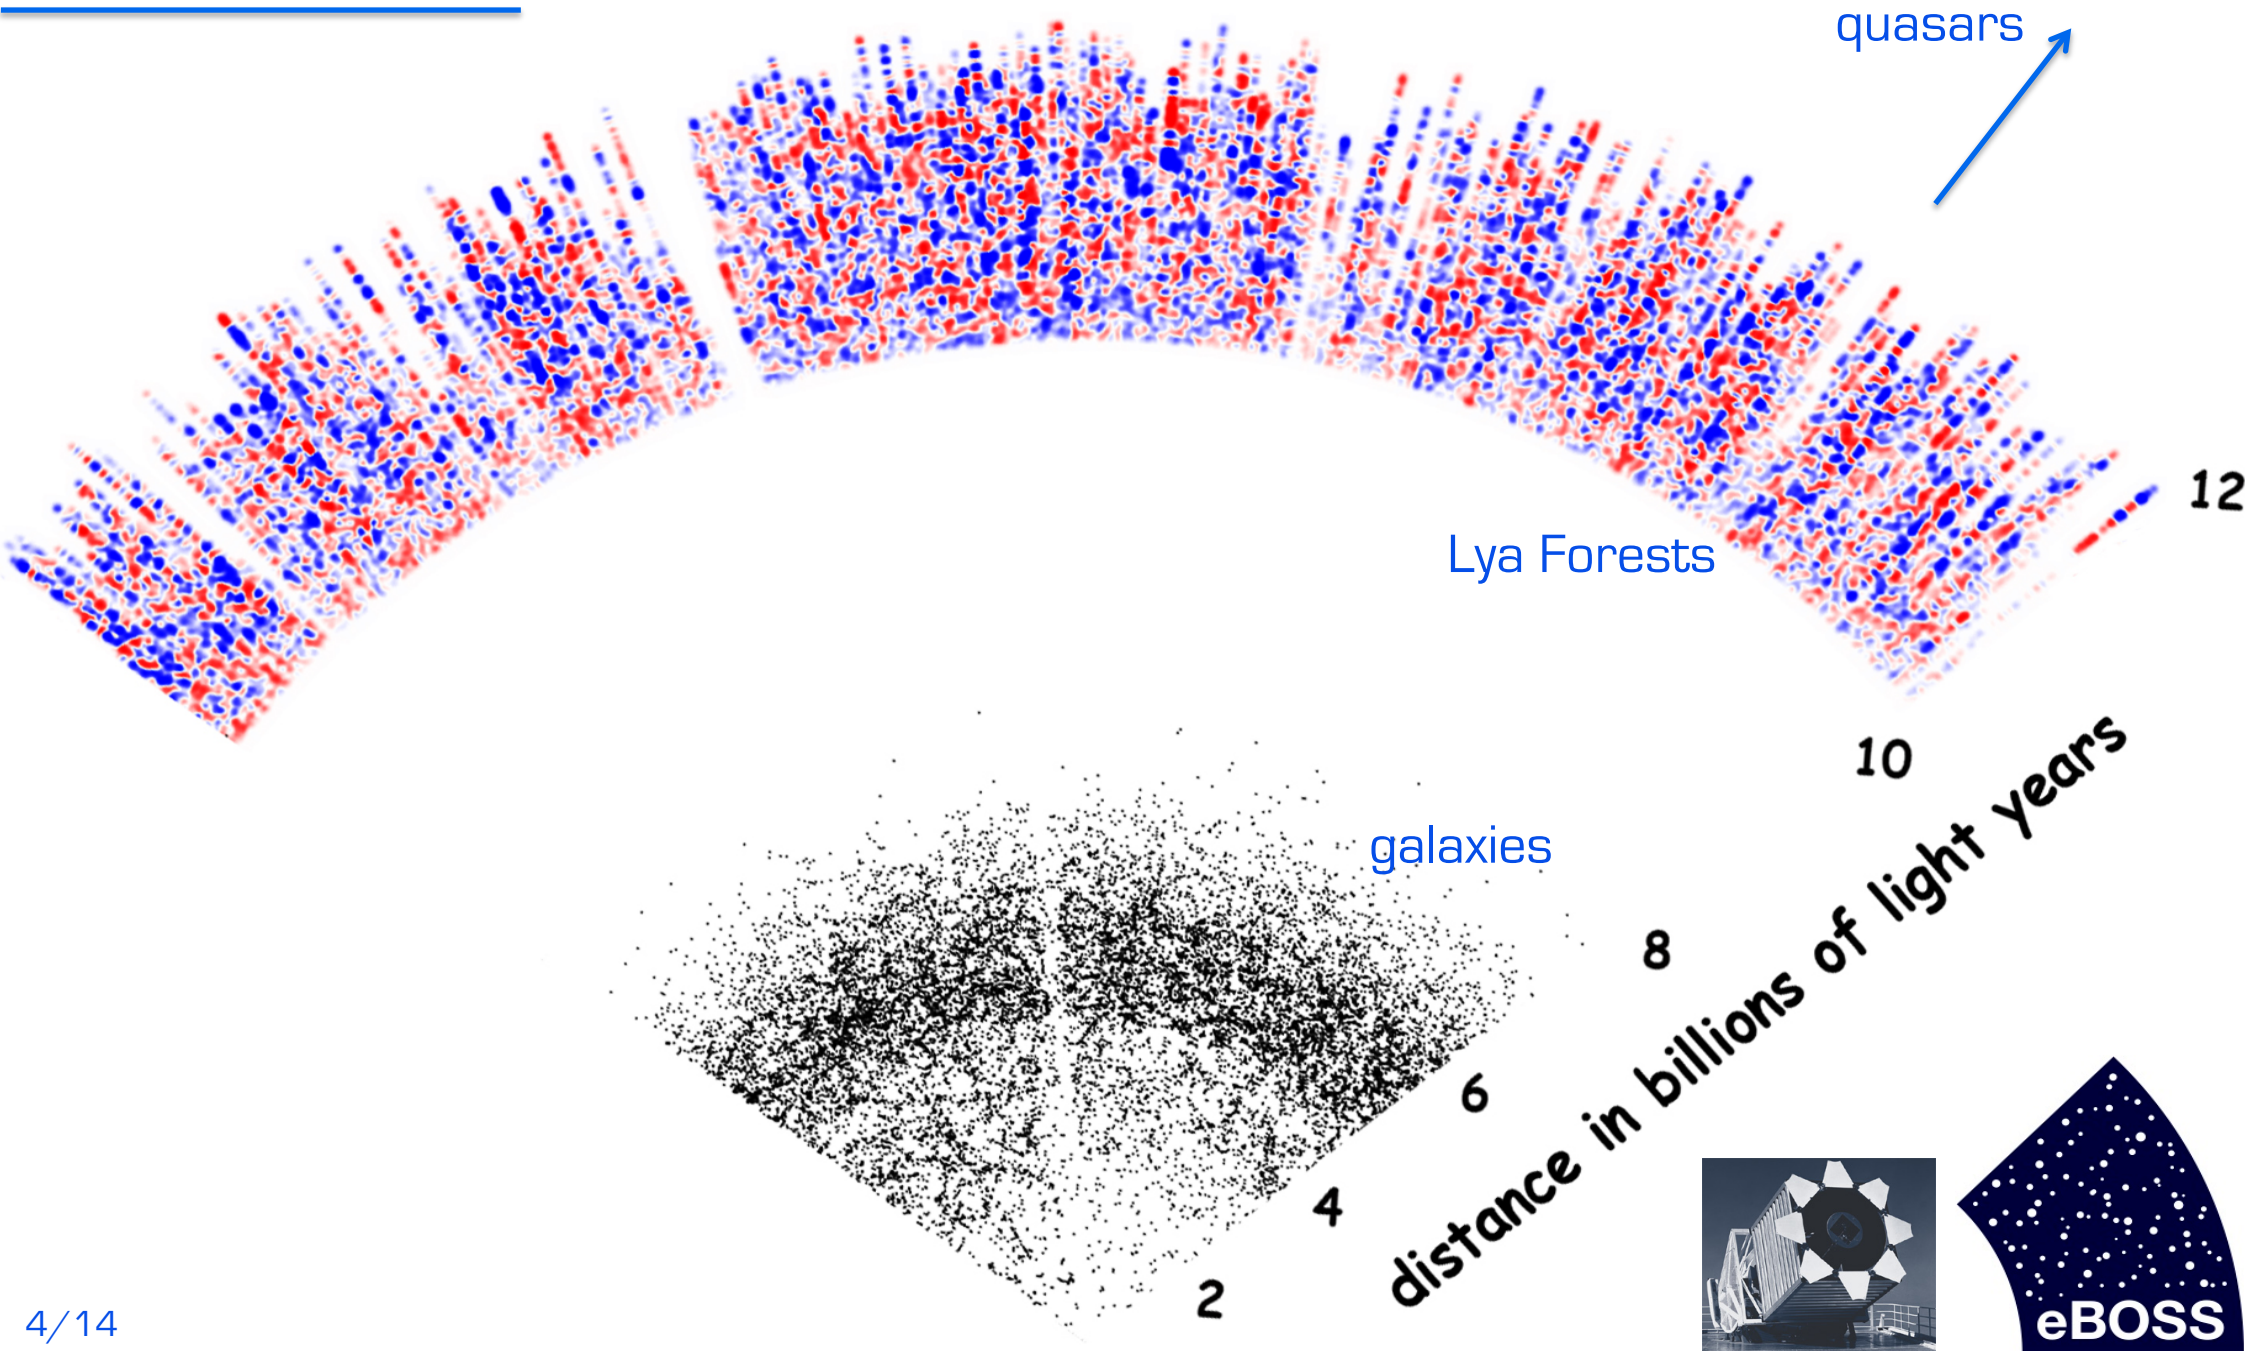 quasars
12
Lya Forests
10
galaxies
8
6
4
2
distance in billions of light years
eBOSS
4/14